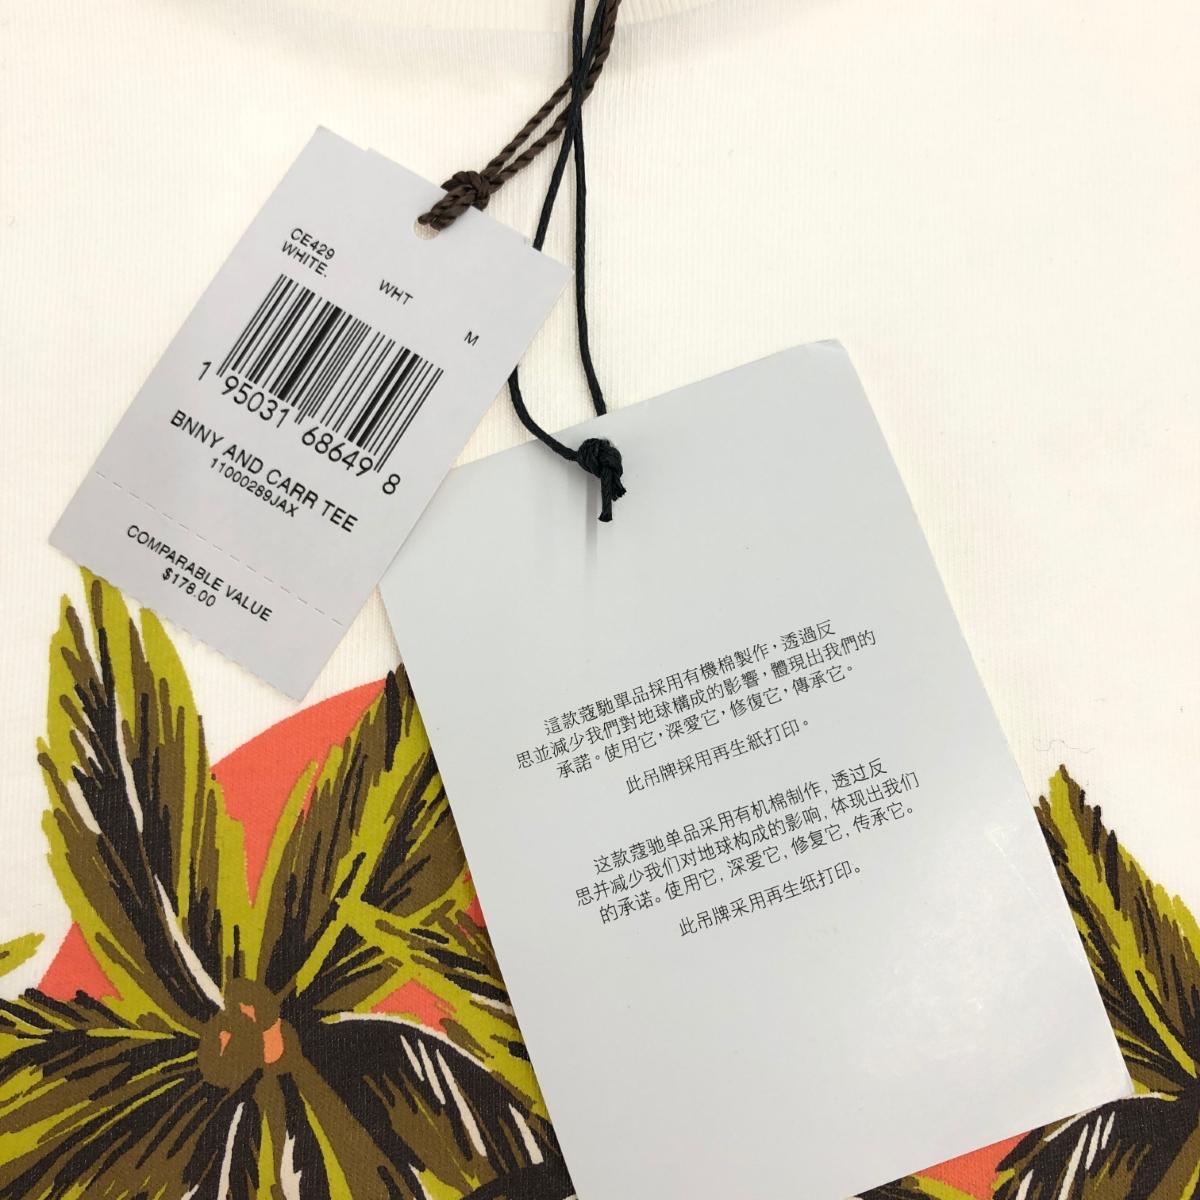 CE429
WHITE.
WHT
M
1 95031 68649 8
BNNY AND CARR TEE
11000289JAX
COMPARABLE VALUE
$178.00
這款蔻馳單品採用有機棉製作，透過反
思並減少我們對地球構成的影響，體現出我們的
承諾。使用它，深愛它，修復它，傳承它。
此吊牌採用再生紙打印。
这款蔻驰单品采用有机棉制作, 透过反
思并减少我们对地球构成的影响, 体现出我们
的承诺。使用它, 深爱它, 修复它, 传承它。
此吊牌采用再生纸打印。